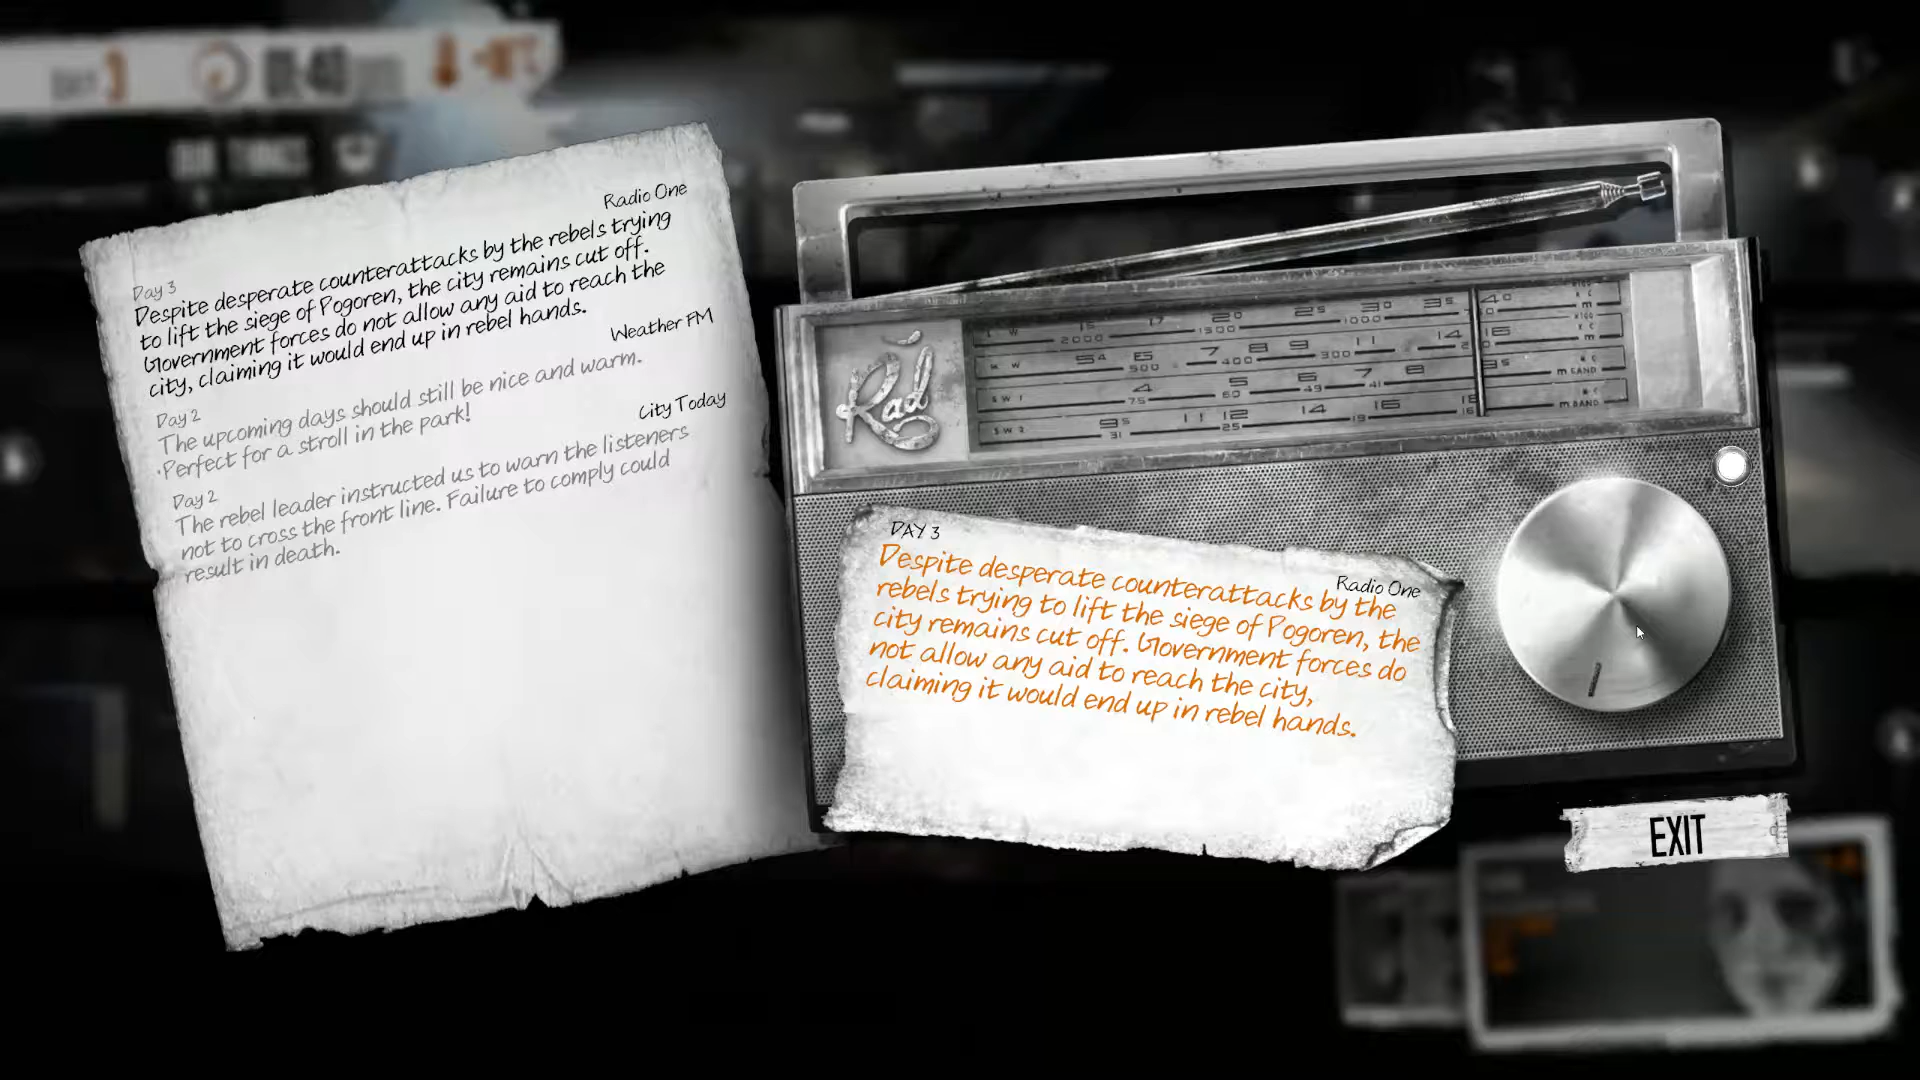 DAY 3
OUR THINGS
Radio One
Day 3
Despite desperate counterattacks by the rebels trying
to lift the siege of Pogoren, the city remains cut off.
Government forces do not allow any aid to reach the
city, claiming it would end up in rebel hands.
Weather FM
Day 2
The upcoming days should still be nice and warm.
Perfect for a stroll in the park!
City Today
Day 2
The rebel leader instructed us to warn the listeners
not to cross the front line. Failure to comply could
result in death.
Rad
DAY 3
Radio One
Despite desperate counterattacks by the
rebels trying to lift the siege of Pogoren, the
city remains cut off. Government forces do
not allow any aid to reach the city,
claiming it would end up in rebel hands.
EXIT